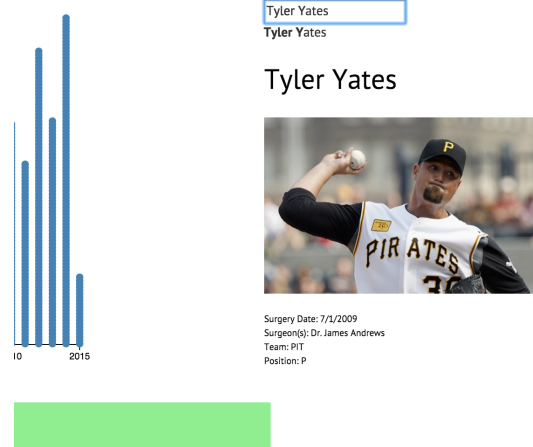 Tyler Yates
Tyler Yates
Tyler Yates
P
PIRATES
30
Surgery Date: 7/1/2009
Surgeon(s): Dr. James Andrews
Team: PIT
Position: P
10
2015